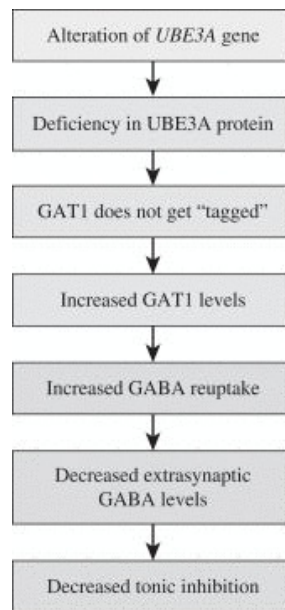 Alteration of UBE3A gene
Deficiency in UBE3A protein
GAT1 does not get “tagged”
Increased GAT1 levels
Increased GABA reuptake
Decreased extrasynaptic
GABA levels
Decreased tonic inhibition